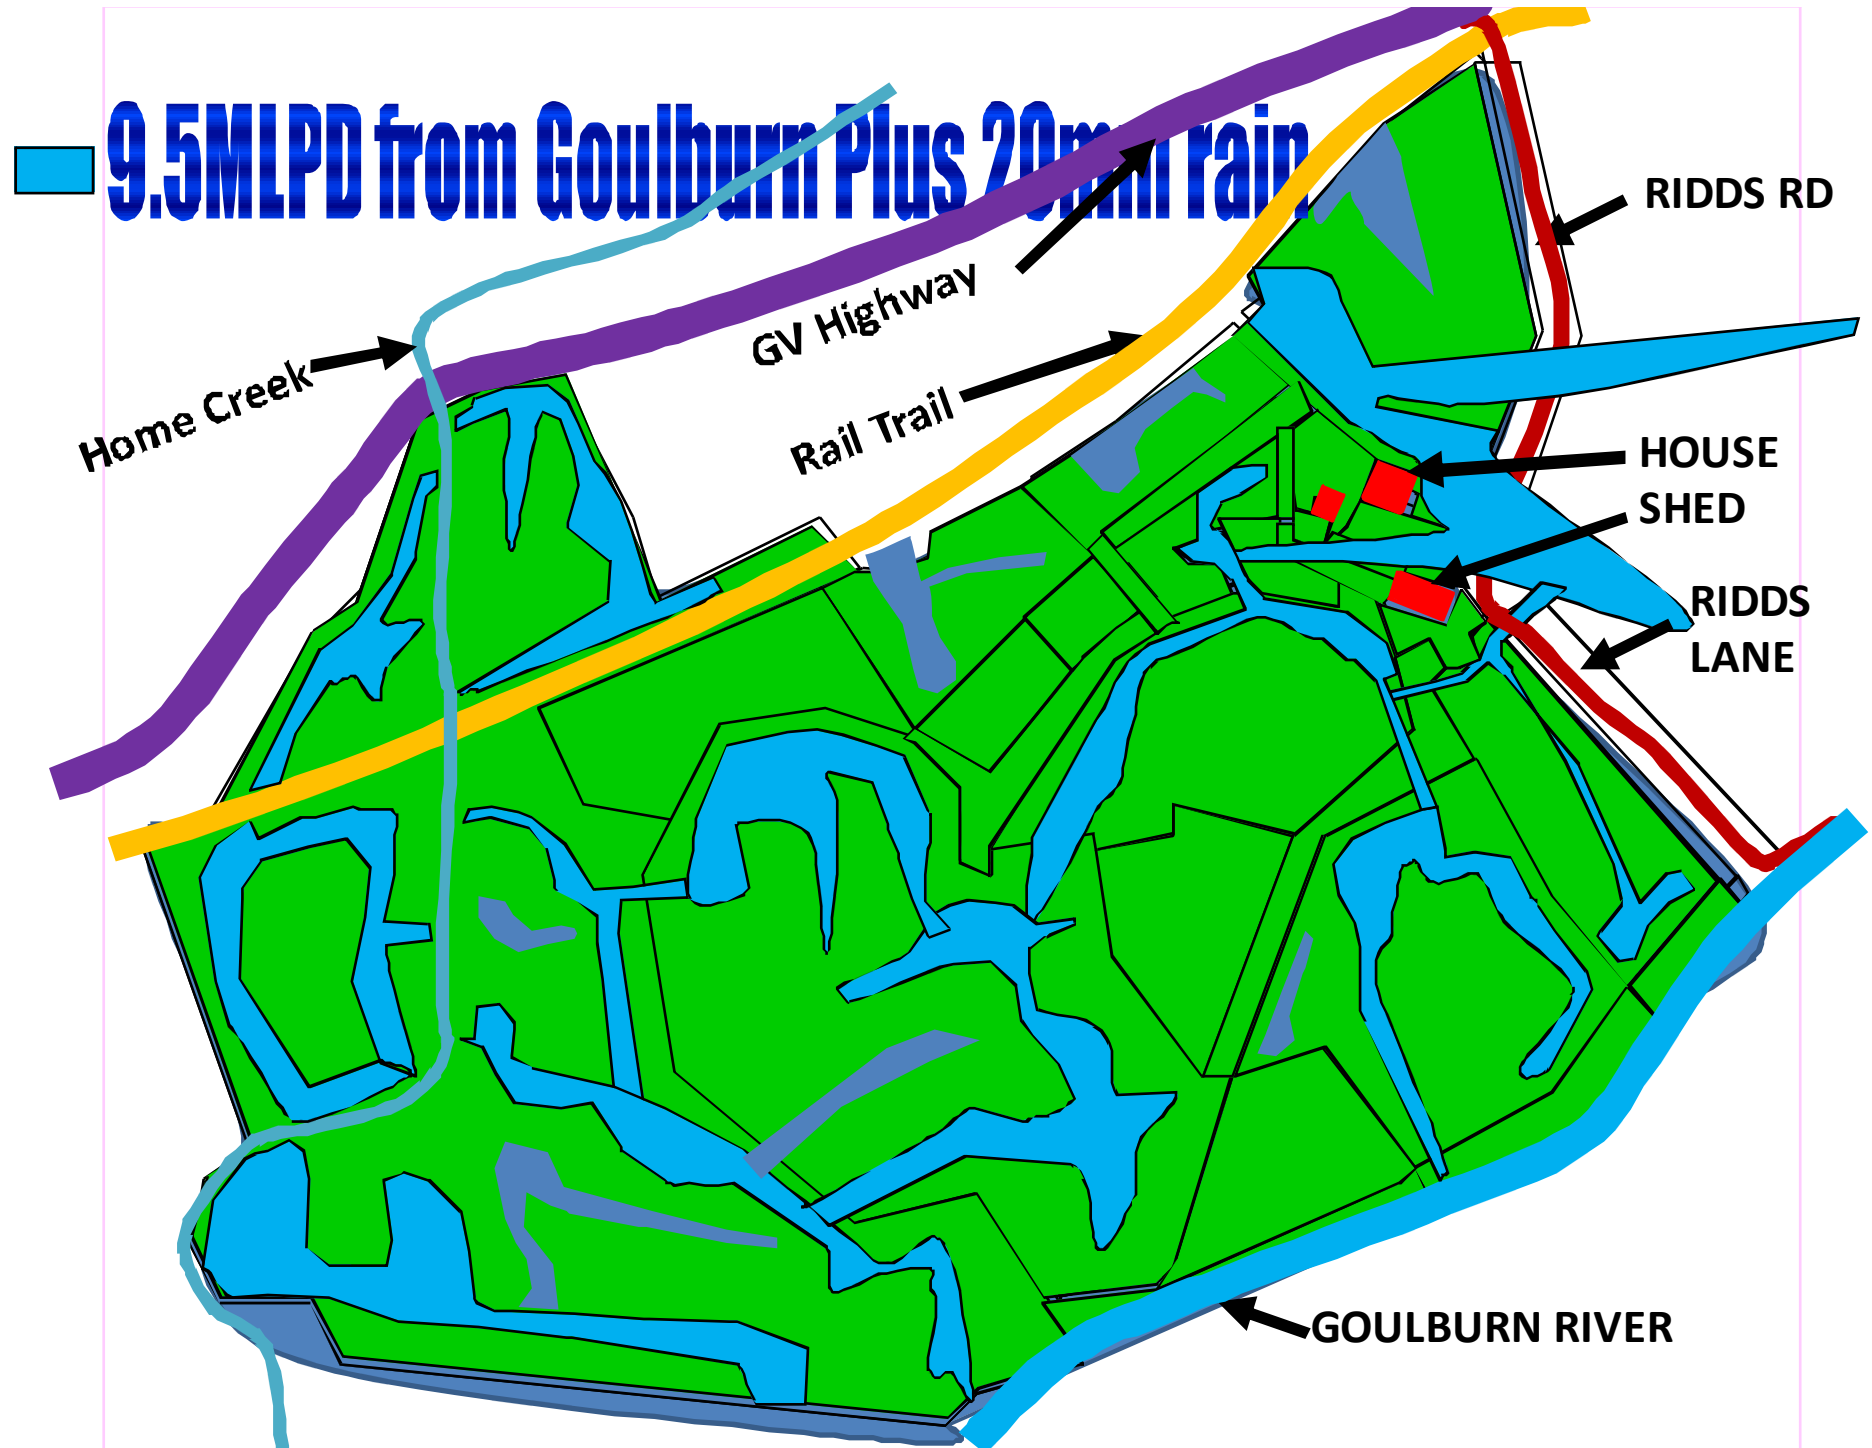 9.5MLPD from Goulburn Plus 20mm rain
RIDDS RD
GV Highway
Home Creek
Rail Trail
HOUSE
SHED
RIDDS
LANE
GOULBURN RIVER